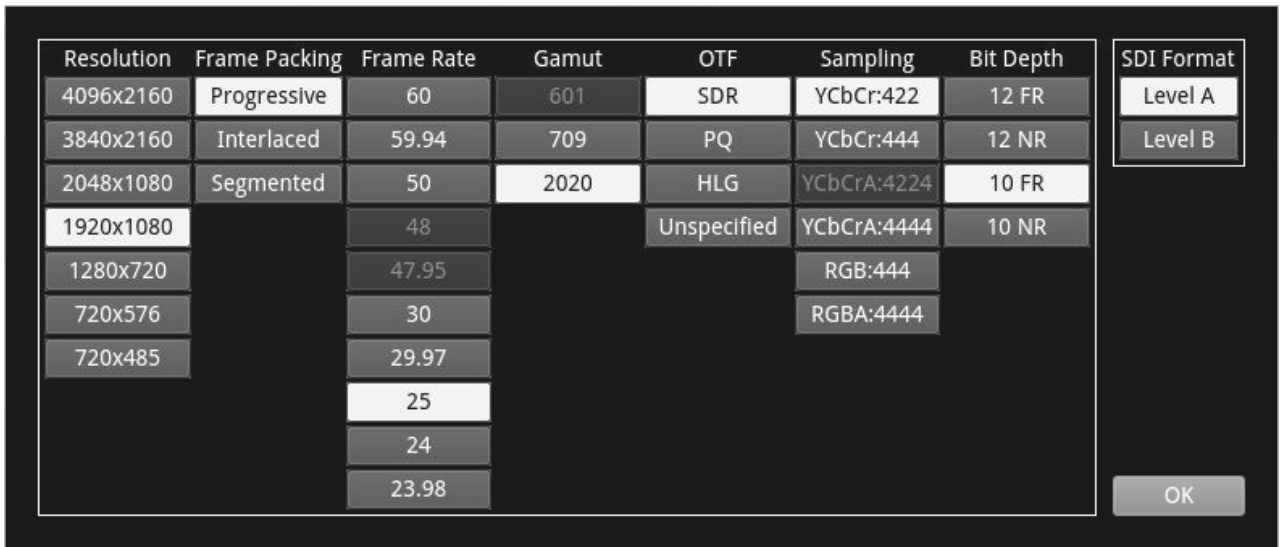 Resolution Frame Packing Frame Rate Gamut OTF Sampling Bit Depth SDI Format
4096x2160 Progressive 60 601 SDR YCbCr:422 12 FR Level A
3840x2160 Interlaced 59.94 709 PQ YCbCr:444 12 NR Level B
2048x1080 Segmented 50 2020 HLG YCbCrA:4224 10 FR
1920x1080 48 Unspecified YCbCrA:4444 10 NR
1280x720 47.95 RGB:444
720x576 30 RGBA:4444
720x485 29.97
25
24
23.98 OK